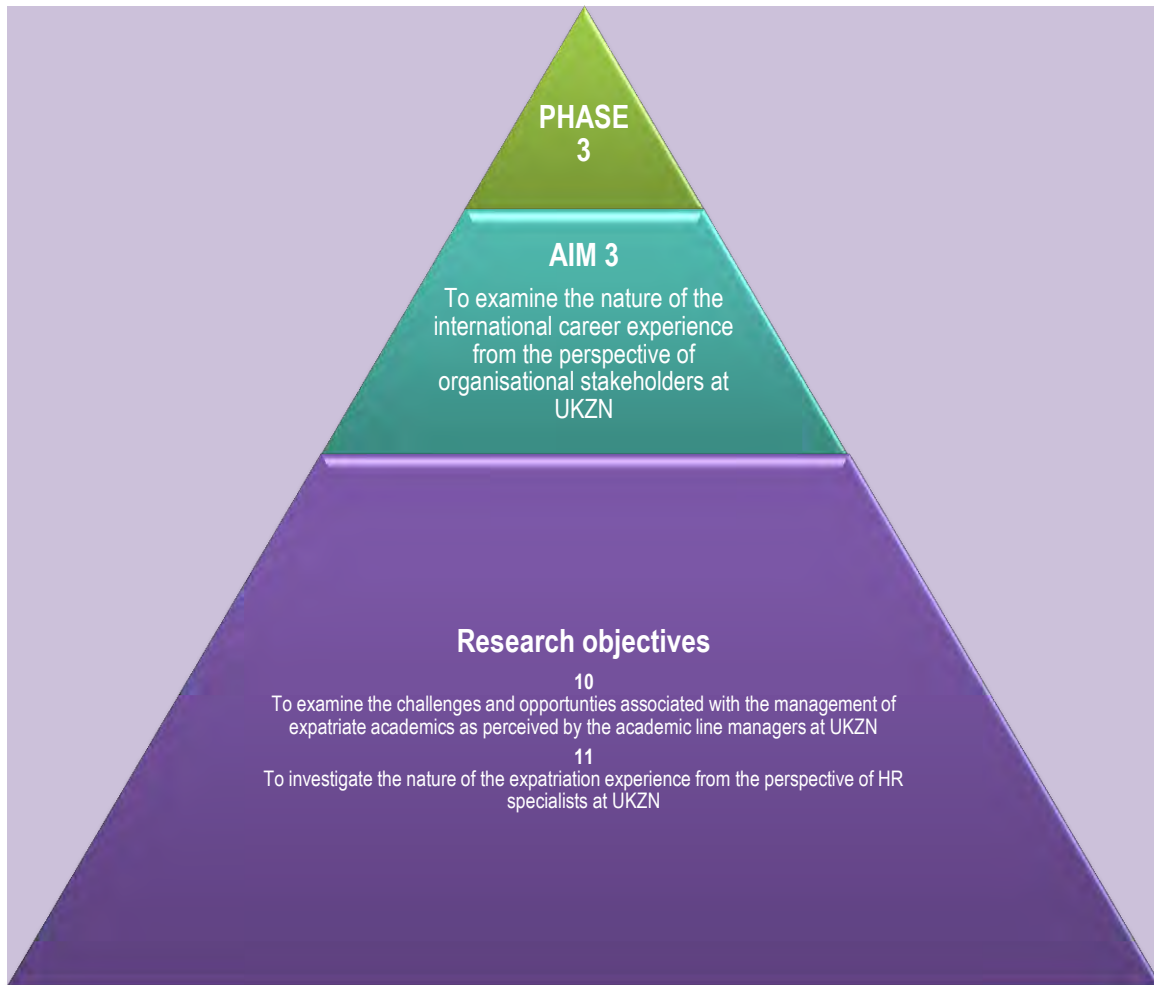 PHASE
3
AIM 3
To examine the nature of the
international career experience
from the perspective of
organisational stakeholders at
UKZN
Research objectives
10
To examine the challenges and opportunties associated with the management of
expatriate academics as perceived by the academic line managers at UKZN
11
To investigate the nature of the expatriation experience from the perspective of HR
specialists at UKZN